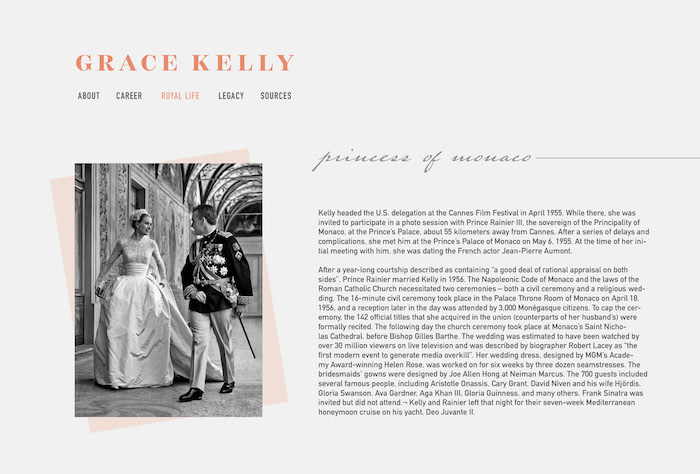 GRACE KELLY
ABOUT CAREER ROYAL LIFE LEGACY SOURCES
princess of monaco
Kelly headed the U.S. delegation at the Cannes Film Festival in April 1955. While there, she was
invited to participate in a photo session with Prince Rainier III, the sovereign of the Principality of
Monaco, at the Prince's Palace, about 55 kilometers away from Cannes. After a series of delays and
complications, she met him at the Prince's Palace of Monaco on May 6, 1955. At the time of her ini-
tial meeting with him, she was dating the French actor Jean-Pierre Aumont.
After a year-long courtship described as containing "a good deal of rational appraisal on both
sides", Prince Rainier married Kelly in 1956. The Napoleonic Code of Monaco and the laws of the
Roman Catholic Church necessitated two ceremonies – both a civil ceremony and a religious wed-
ding. The 16-minute civil ceremony took place in the Palace Throne Room of Monaco on April 18,
1956, and a reception later in the day was attended by 3,000 Monégasque citizens. To cap the cer-
emony, the 142 official titles that she acquired in the union (counterparts of her husband's) were
formally recited. The following day the church ceremony took place at Monaco's Saint Nicho-
las Cathedral, before Bishop Gilles Barthe. The wedding was estimated to have been watched by
over 30 million viewers on live television and was described by biographer Robert Lacey as "the
first modern event to generate media overkill". Her wedding dress, designed by MGM's Acade-
my Award-winning Helen Rose, was worked on for six weeks by three dozen seamstresses. The
bridesmaids' gowns were designed by Joe Allen Hong at Neiman Marcus. The 700 guests included
several famous people, including Aristotle Onassis, Cary Grant, David Niven and his wife Hjördis,
Gloria Swanson, Ava Gardner, Aga Khan III, Gloria Guinness, and many others. Frank Sinatra was
invited but did not attend.¬ Kelly and Rainier left that night for their seven-week Mediterranean
honeymoon cruise on his yacht, Deo Juvante II.